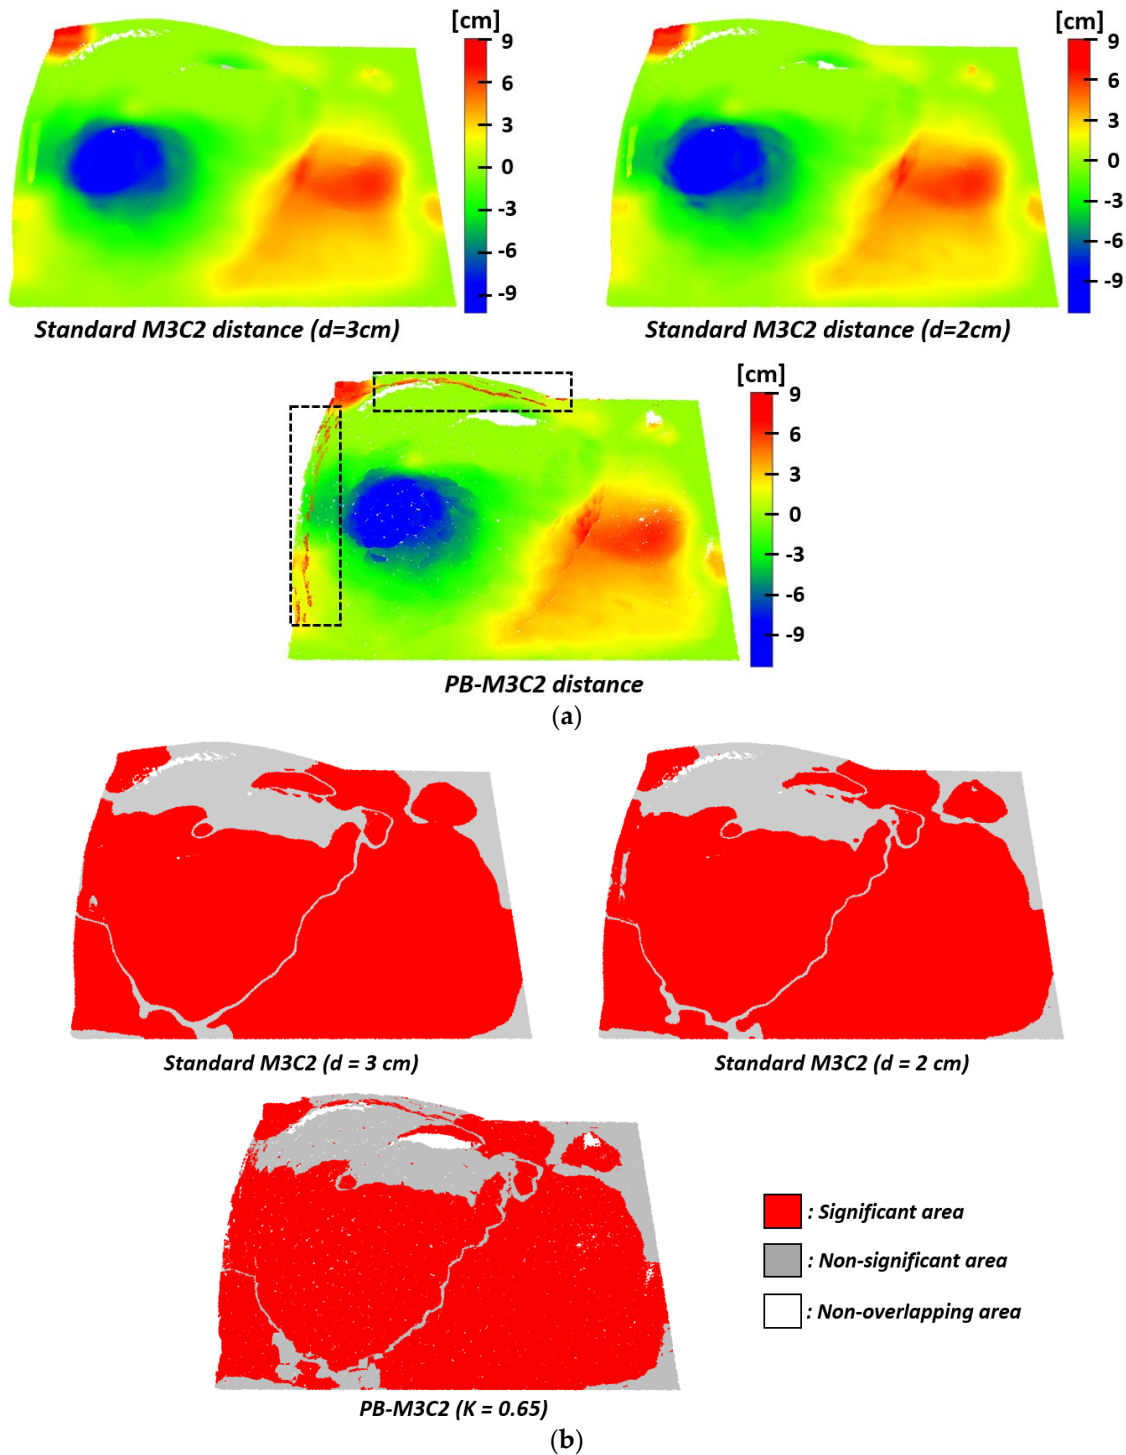 [cm]
9
6
3
0
-3
-6
-9
Standard M3C2 distance (d=3cm)
[cm]
9
6
3
0
-3
-6
-9
Standard M3C2 distance (d=2cm)
[cm]
9
6
3
0
-3
-6
-9
PB-M3C2 distance
(a)
Standard M3C2 (d = 3 cm)
Standard M3C2 (d = 2 cm)
PB-M3C2 (K = 0.65)
: Significant area
: Non-significant area
: Non-overlapping area
(b)